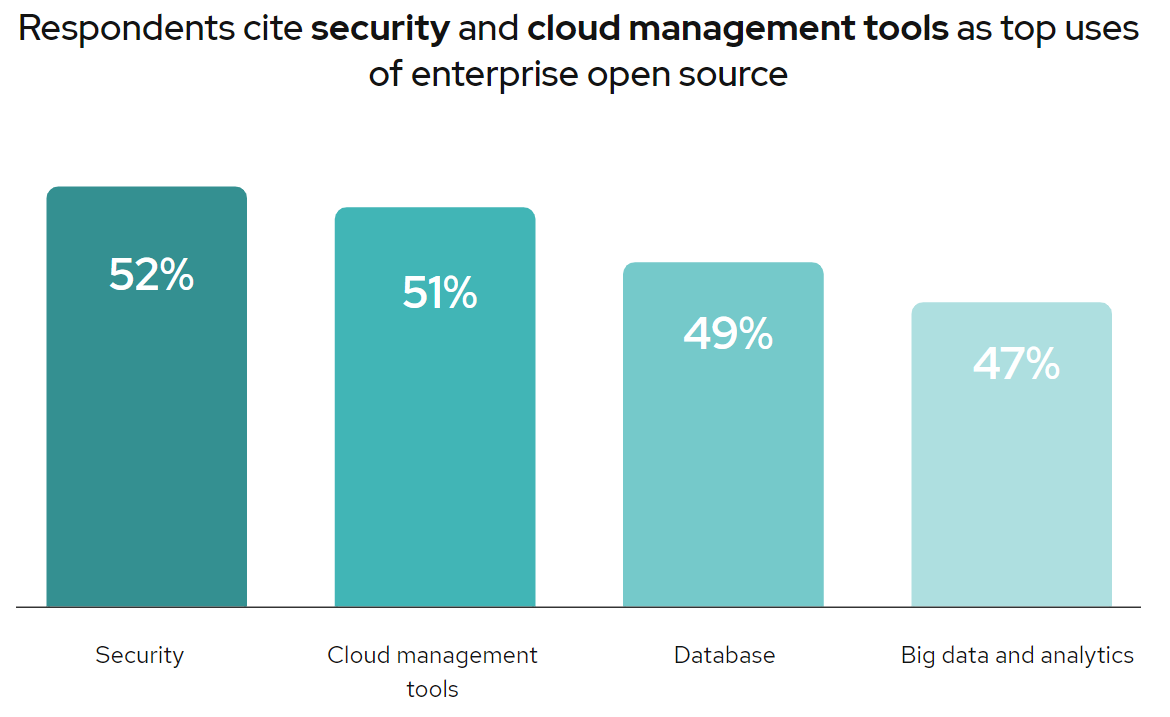 Respondents cite security and cloud management tools as top uses
of enterprise open source
52%
51%
49%
47%
Security
Cloud management
tools
Database
Big data and analytics